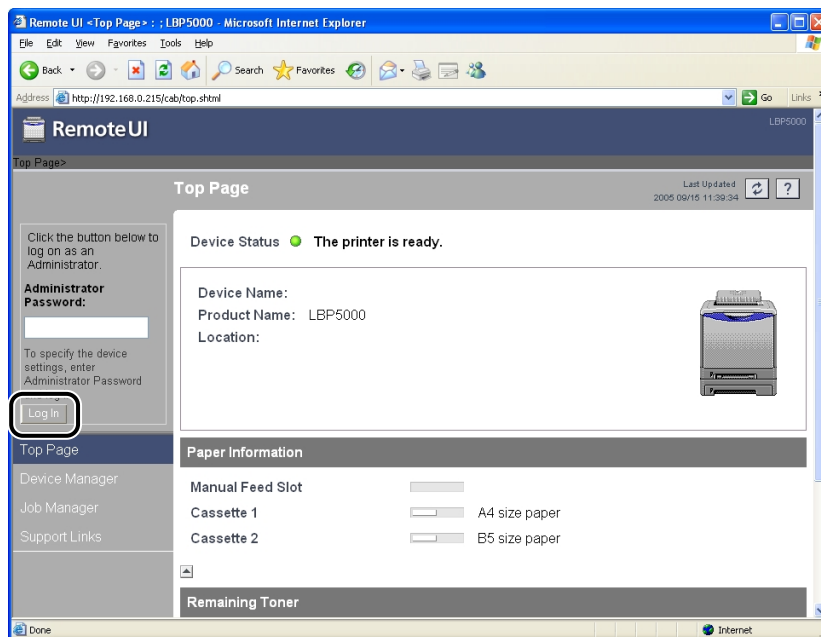 Remote UI <Top Page> : ; LBP5000 - Microsoft Internet Explorer
File Edit View Favorites Tools Help
Back Search Favorites
Address http://192.168.0.215/cab/top.shtml Go Links
RemoteUI
LBP5000
Top Page>
Top Page
Last Updated
2005 09/15 11:39:34
?
Click the button below to
log on as an
Administrator.
Administrator
Password:
To specify the device
settings, enter
Administrator Password
Log In
Top Page
Device Manager
Job Manager
Support Links
Device Status The printer is ready.
Device Name:
Product Name: LBP5000
Location:
Paper Information
Manual Feed Slot
Cassette 1 A4 size paper
Cassette 2 B5 size paper
Remaining Toner
Done Internet